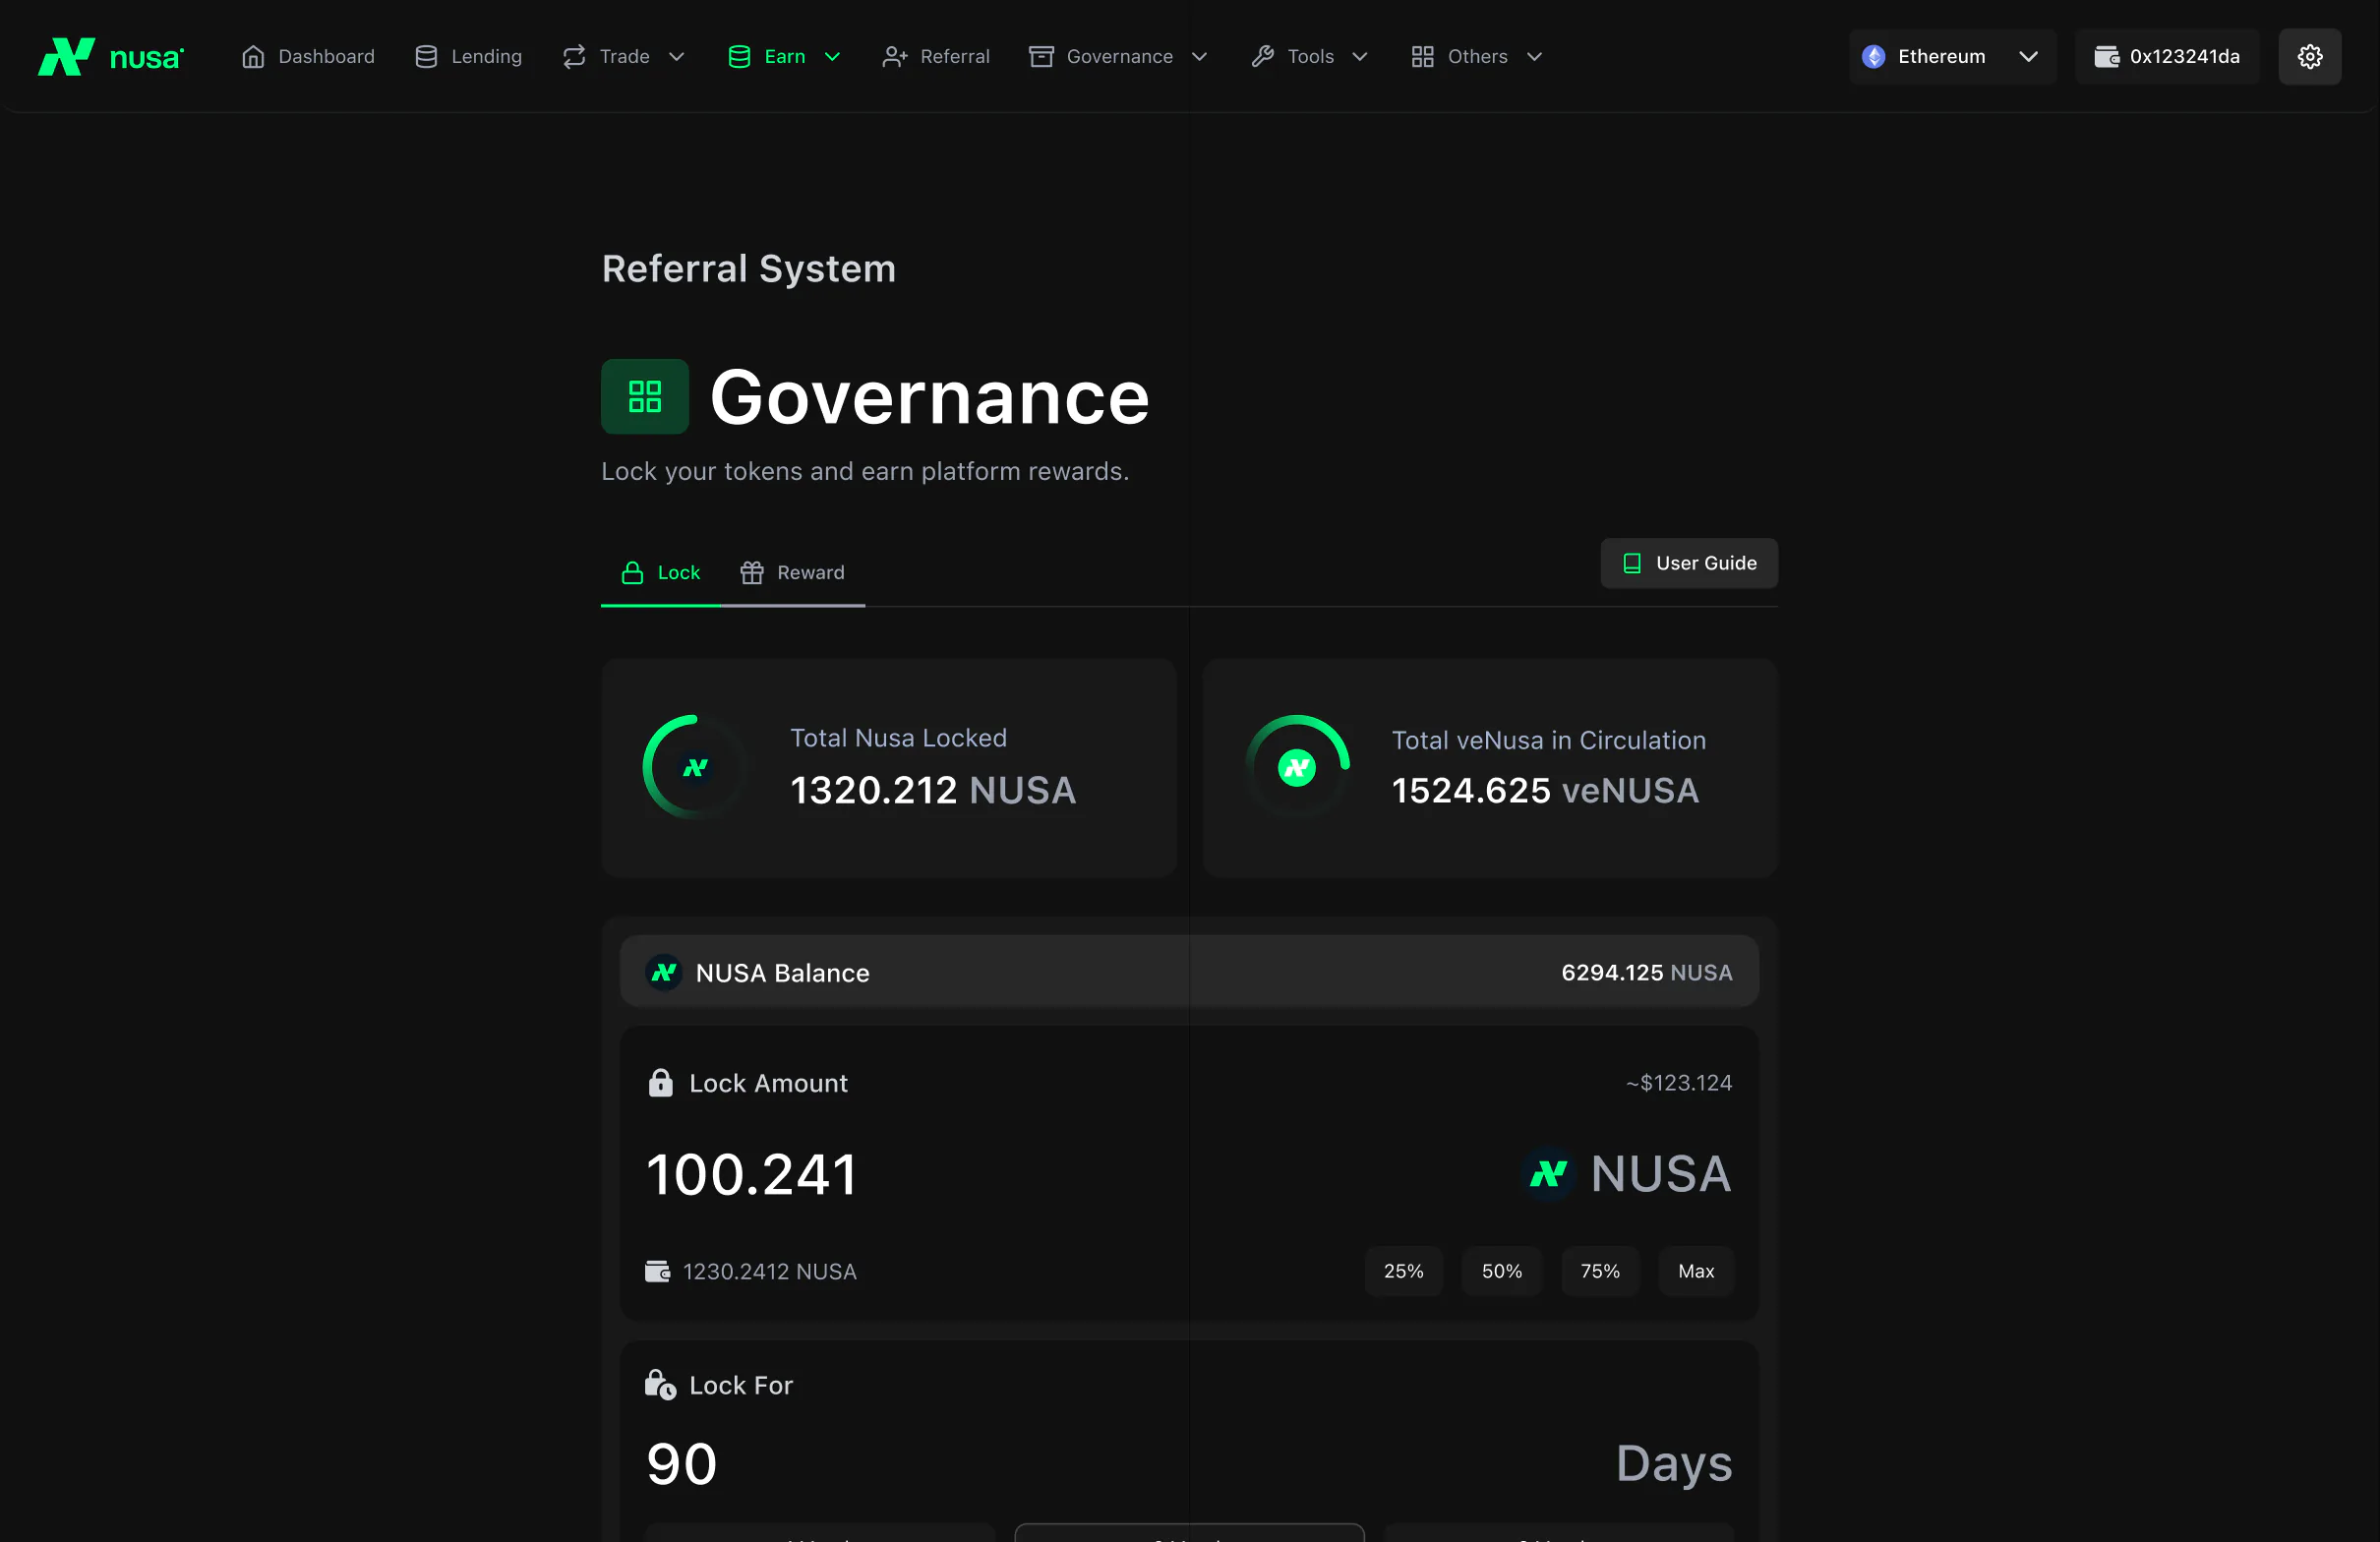 nusa
Dashboard
Lending
Trade
Earn
Referral
Governance
Tools
Others
Ethereum
0x123241da
Referral System
Governance
Lock your tokens and earn platform rewards.
Lock
Reward
User Guide
Total Nusa Locked
1320.212 NUSA
Total veNusa in Circulation
1524.625 veNUSA
NUSA Balance
6294.125 NUSA
Lock Amount
~$123.124
100.241
NUSA
1230.2412 NUSA
25%
50%
75%
Max
Lock For
90
Days